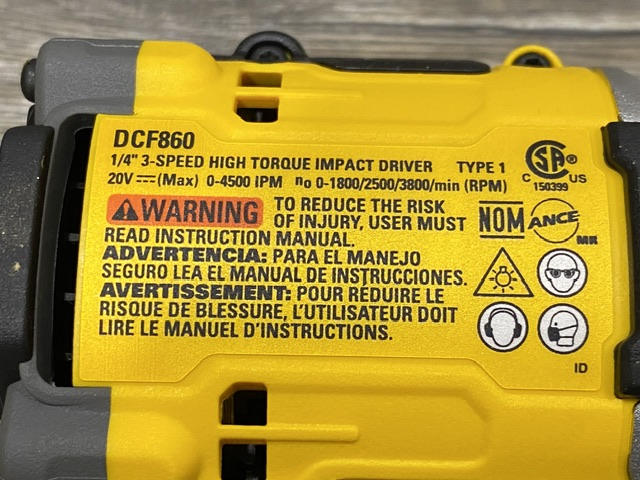 DCF860
1/4" 3-SPEED HIGH TORQUE IMPACT DRIVER TYPE 1
20V ⎓ (Max) 0-4500 IPM no 0-1800/2500/3800/min (RPM)
C SA ® US
150399
⚠WARNING TO REDUCE THE RISK
OF INJURY, USER MUST
READ INSTRUCTION MANUAL.
NOM ANCE
MR
ADVERTENCIA: PARA EL MANEJO
SEGURO LEA EL MANUAL DE INSTRUCCIONES.
AVERTISSEMENT: POUR RÉDUIRE LE
RISQUE DE BLESSURE, L'UTILISATEUR DOIT
LIRE LE MANUEL D'INSTRUCTIONS.
ID